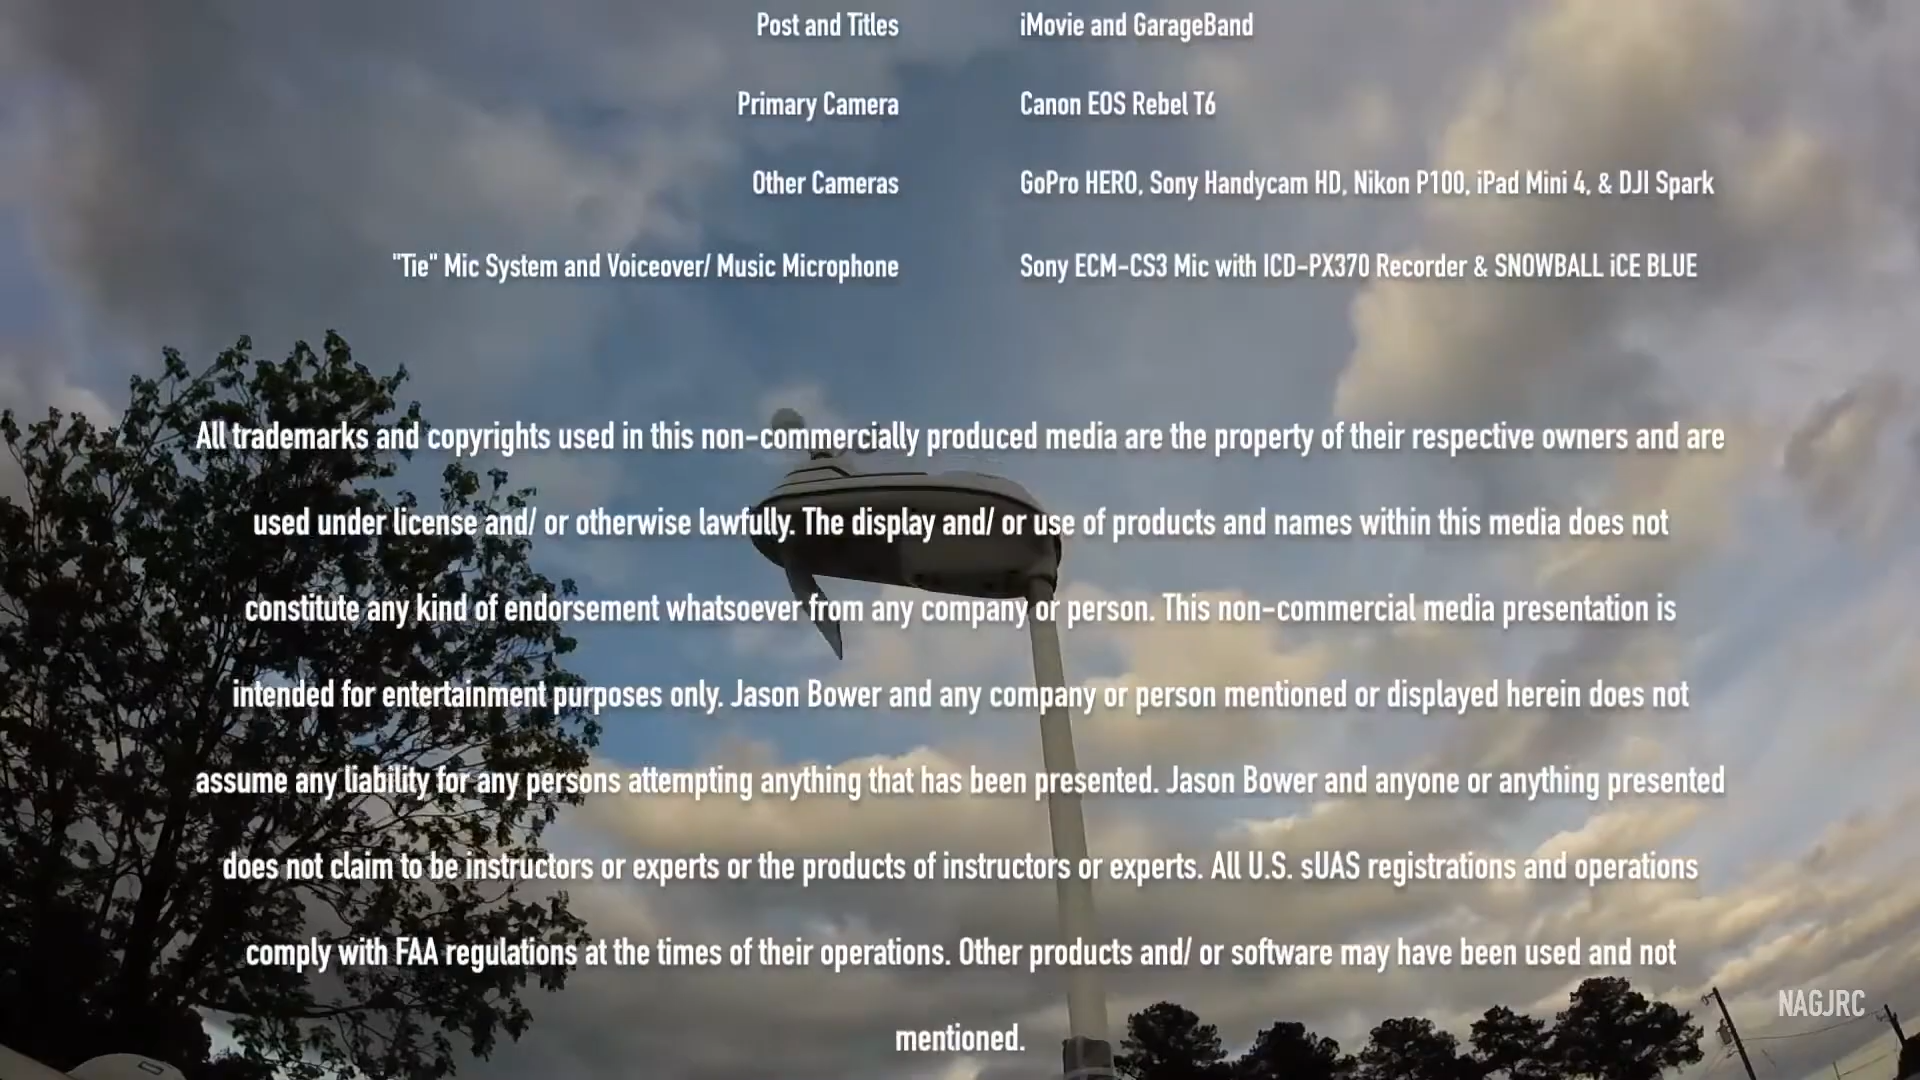 Post and Titles iMovie and GarageBand
Primary Camera Canon EOS Rebel T6
Other Cameras GoPro HERO, Sony Handycam HD, Nikon P100, iPad Mini 4, & DJI Spark
"Tie" Mic System and Voiceover/ Music Microphone Sony ECM-CS3 Mic with ICD-PX370 Recorder & SNOWBALL iCE BLUE
All trademarks and copyrights used in this non-commercially produced media are the property of their respective owners and are
used under license and/ or otherwise lawfully. The display and/ or use of products and names within this media does not
constitute any kind of endorsement whatsoever from any company or person. This non-commercial media presentation is
intended for entertainment purposes only. Jason Bower and any company or person mentioned or displayed herein does not
assume any liability for any persons attempting anything that has been presented. Jason Bower and anyone or anything presented
does not claim to be instructors or experts or the products of instructors or experts. All U.S. sUAS registrations and operations
comply with FAA regulations at the times of their operations. Other products and/ or software may have been used and not
mentioned.
NAGJRC